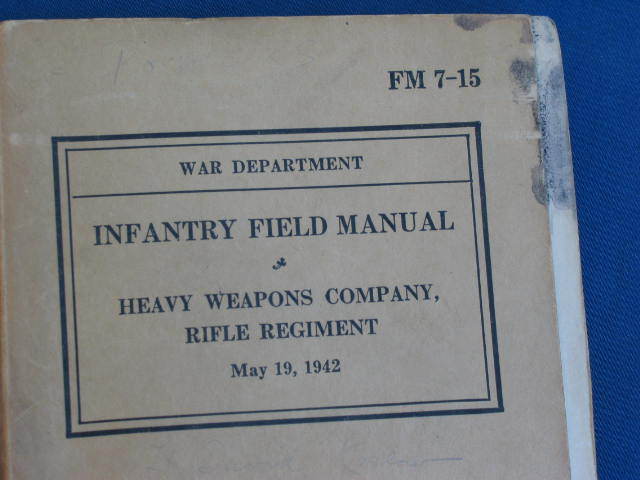 FM 7-15
WAR DEPARTMENT
INFANTRY FIELD MANUAL
HEAVY WEAPONS COMPANY,
RIFLE REGIMENT
May 19, 1942